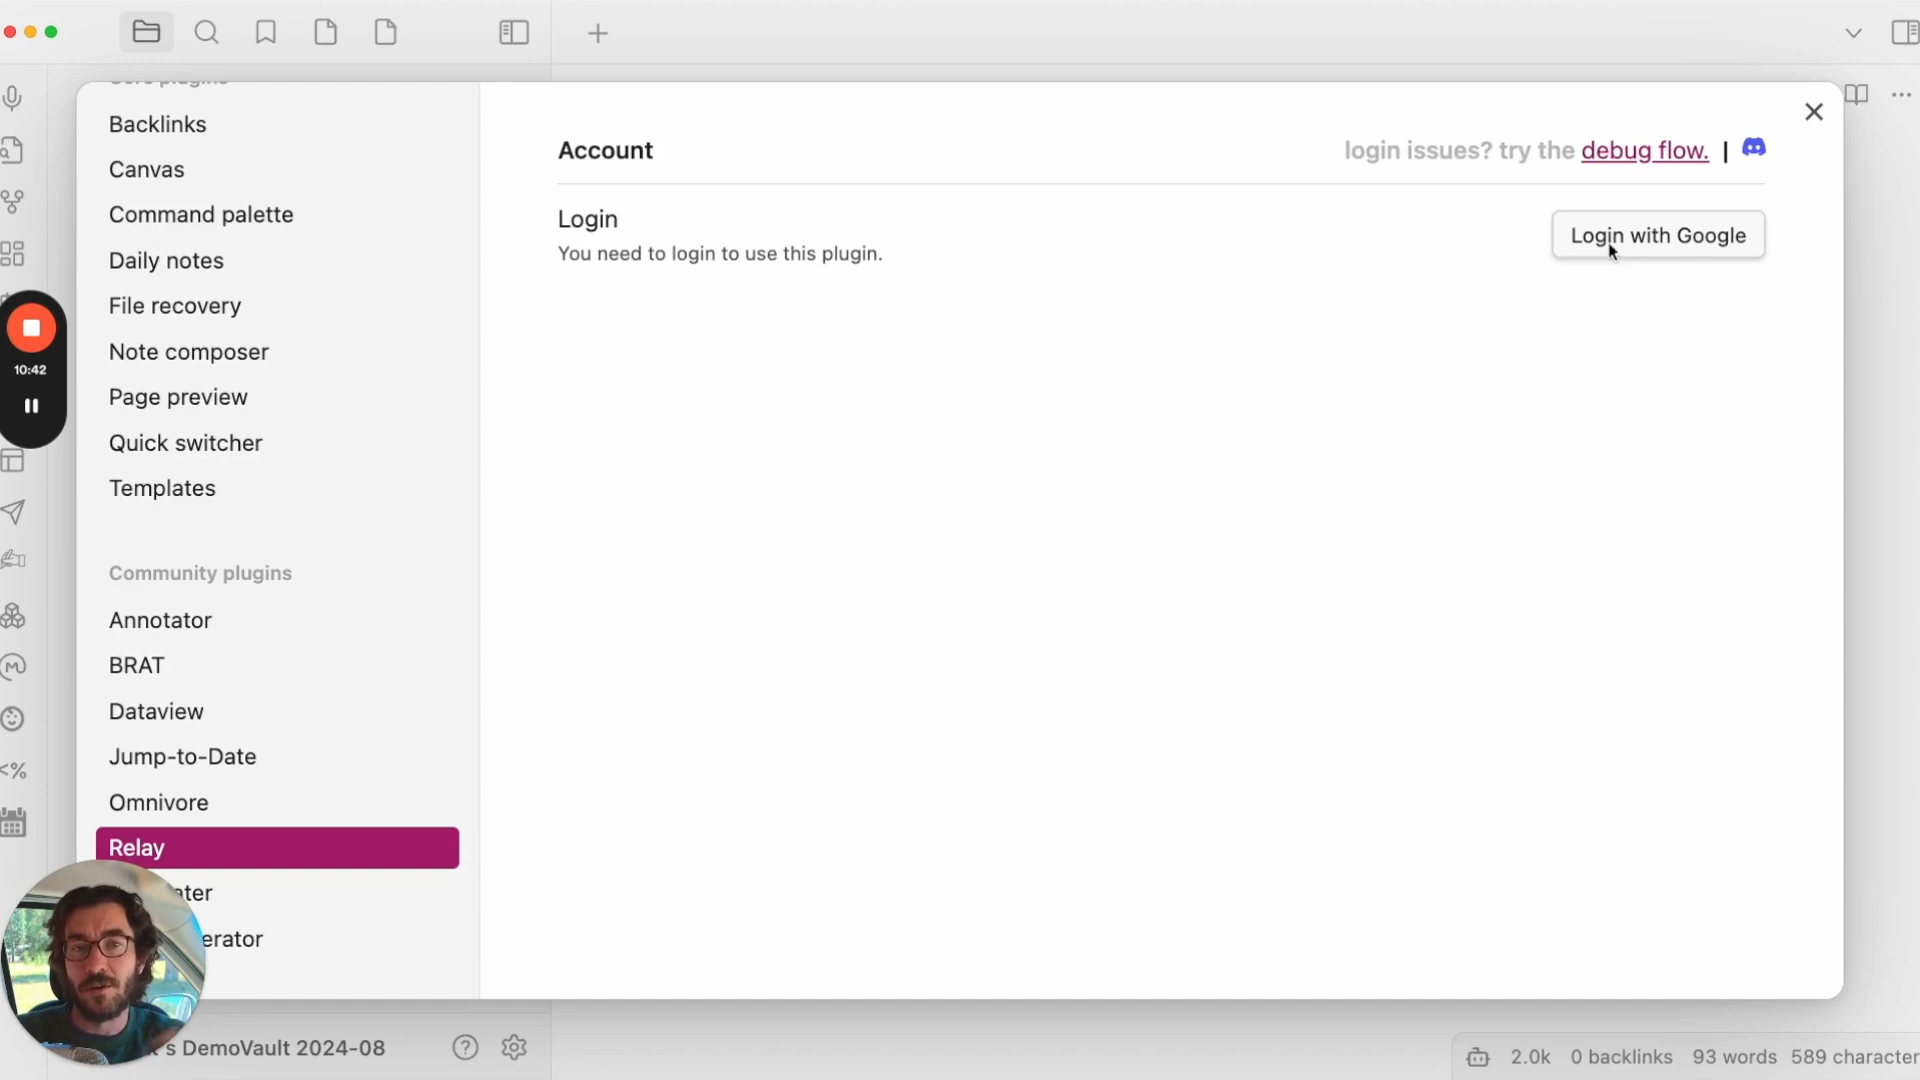 Backlinks
Canvas
Command palette
Daily notes
File recovery
Note composer
Page preview
Quick switcher
Templates
Community plugins
Annotator
BRAT
Dataview
Jump-to-Date
Omnivore
Relay
ater
erator
Account
login issues? try the debug flow. |
Login
You need to login to use this plugin.
Login with Google
10:42
<%
's DemoVault 2024-08
2.0k 0 backlinks 93 words 589 character